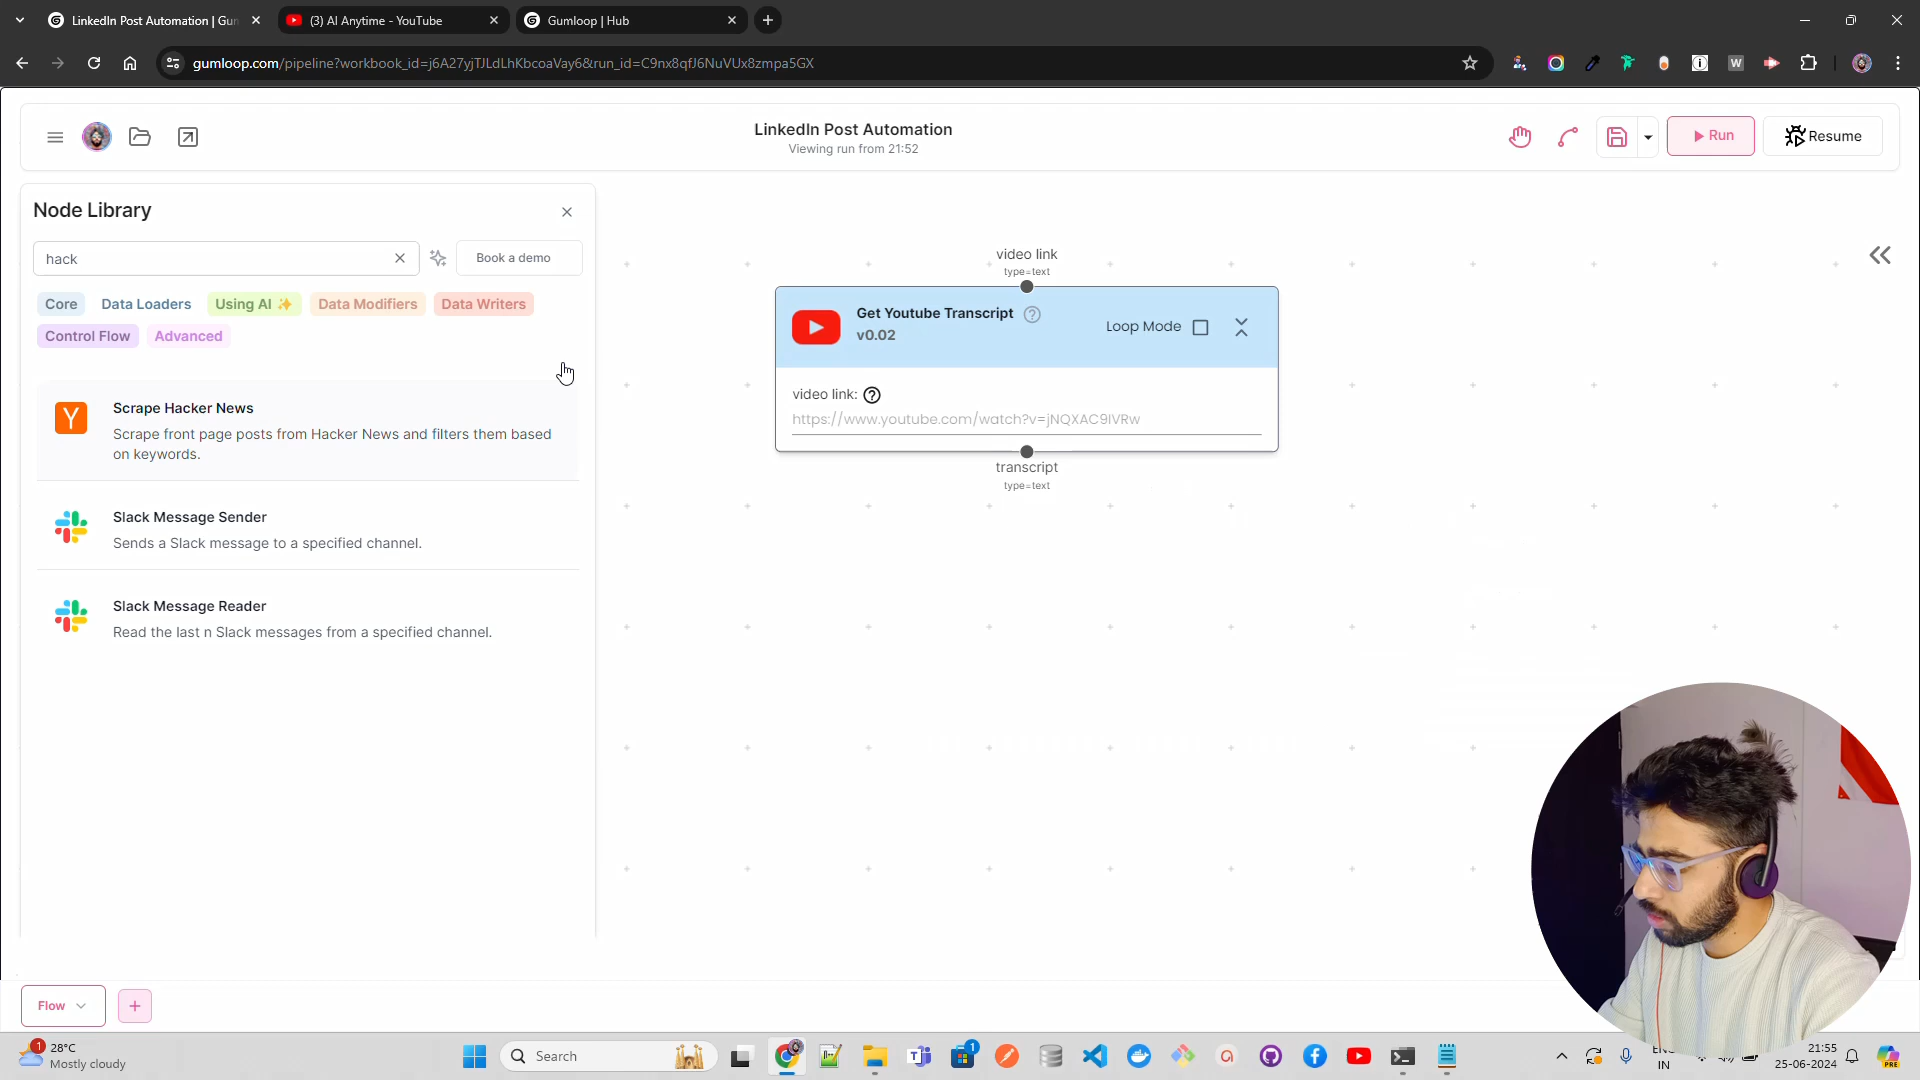 LinkedIn Post Automation | Gum
(3) AI Anytime - YouTube
Gumloop | Hub
gumloop.com/pipeline?workbook_id=j6A27yjTJLdLhKbcoaVay6&run_id=C9nx8qfJ6NuVUx8zmpa5GX
LinkedIn Post Automation
Viewing run from 21:52
Run
Resume
Node Library
hack
Book a demo
Core
Data Loaders
Using AI ✨
Data Modifiers
Data Writers
Control Flow
Advanced
Scrape Hacker News
Scrape front page posts from Hacker News and filters them based
on keywords.
Slack Message Sender
Sends a Slack message to a specified channel.
Slack Message Reader
Read the last n Slack messages from a specified channel.
video link
type=text
Get Youtube Transcript
v0.02
Loop Mode
video link:
https://www.youtube.com/watch?v=jNQXAC9IVRw
transcript
type=text
Flow
28°C
Mostly cloudy
Search
IN
21:55
25-06-2024